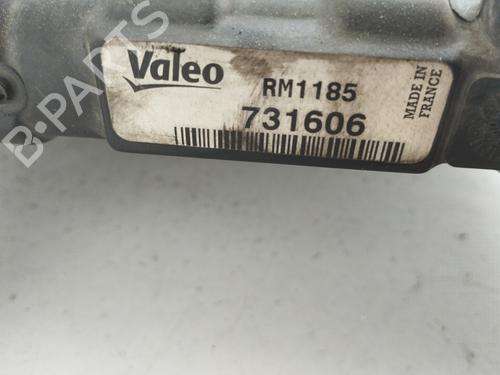 B-PARTS
Valeo
RM1185
731606
MADE IN
FRANCE